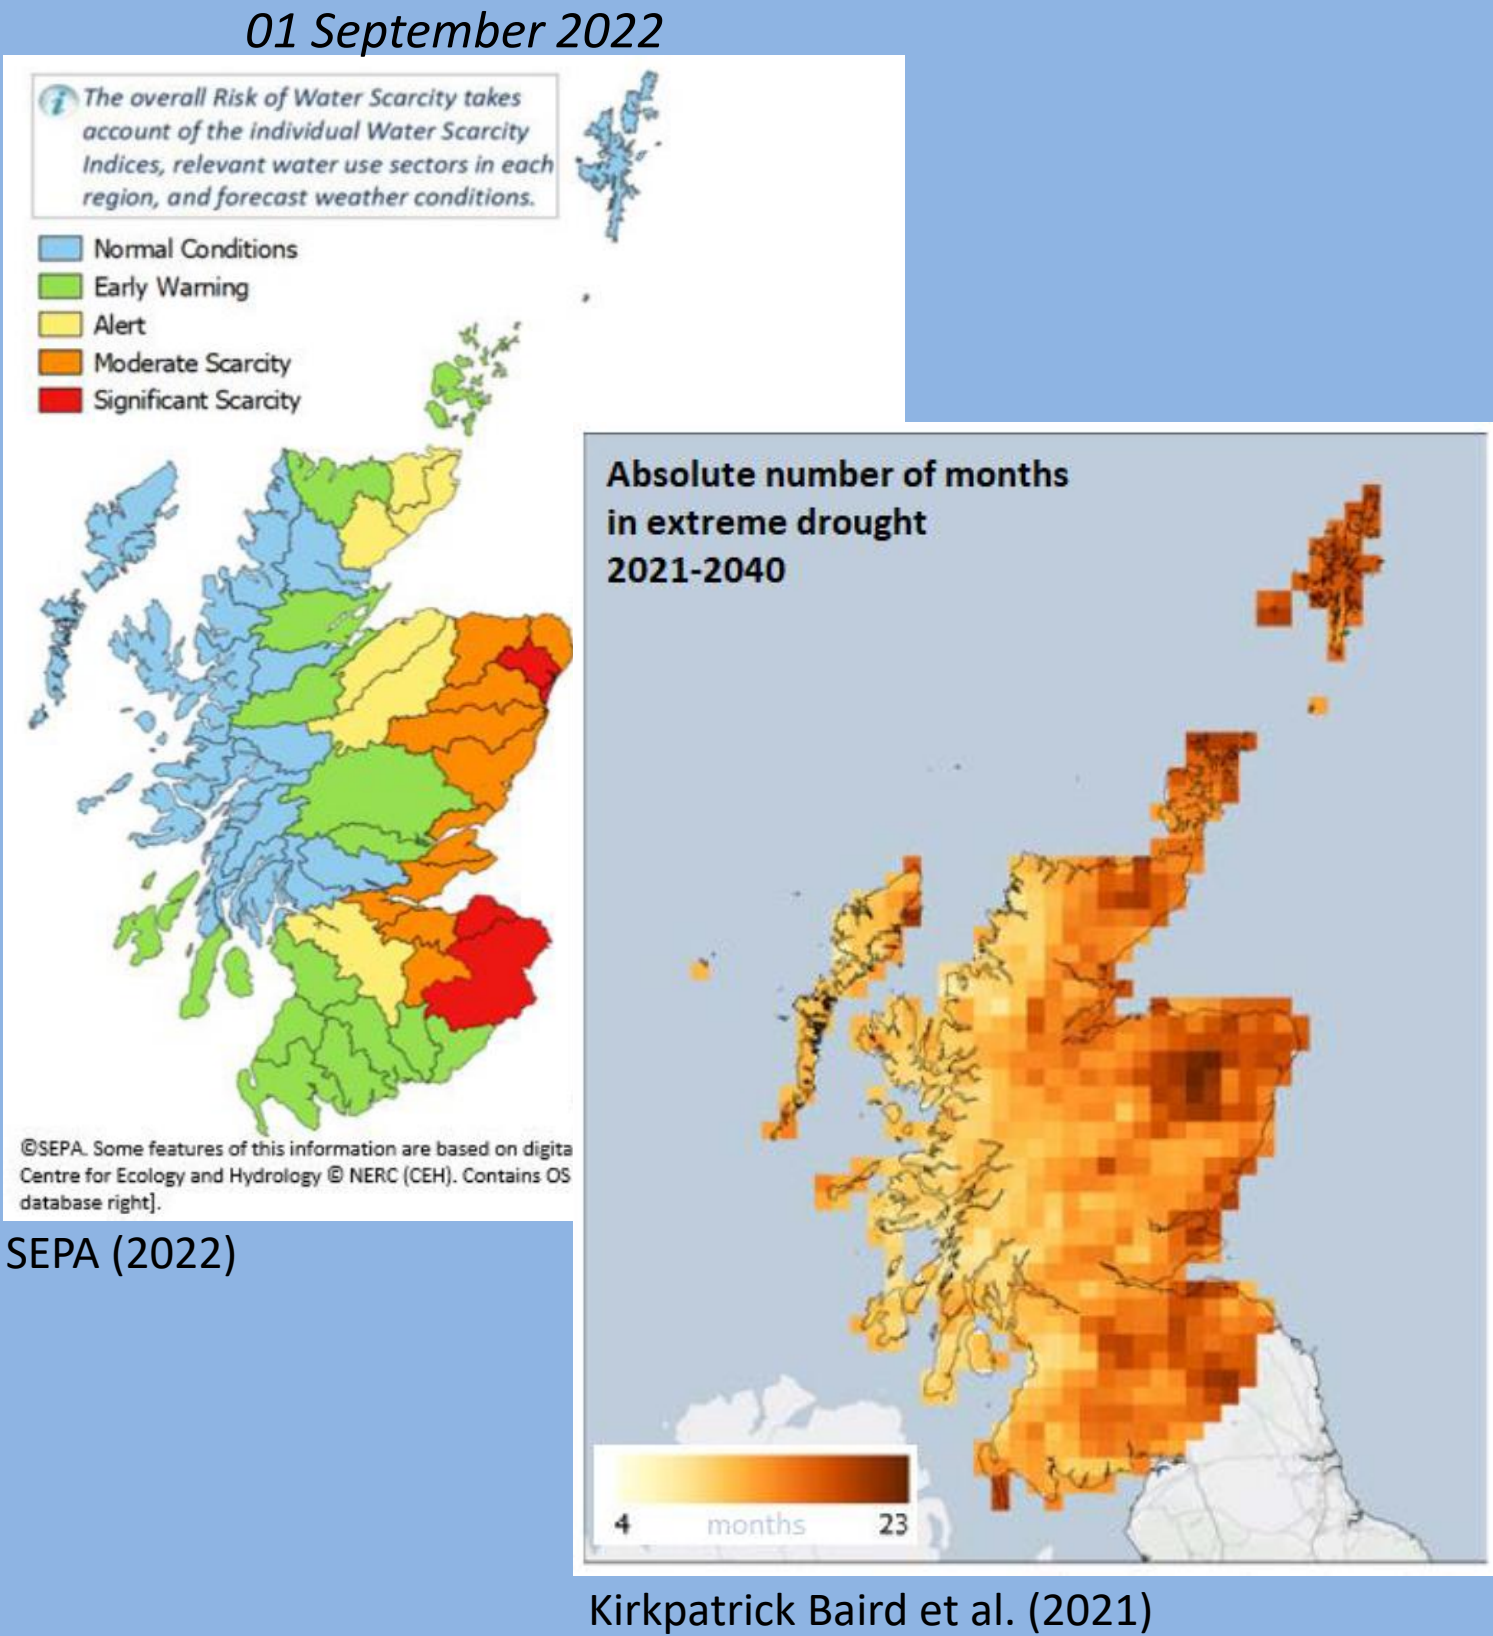 01 September 2022
The overall Risk of Water Scarcity takes
account of the individual Water Scarcity
Indices, relevant water use sectors in each
region, and forecast weather conditions.
Normal Conditions
Early Warning
Alert
Moderate Scarcity
Significant Scarcity
©SEPA. Some features of this information are based on digita
Centre for Ecology and Hydrology © NERC (CEH). Contains OS
database right].
SEPA (2022)
Absolute number of months
in extreme drought
2021-2040
4 months 23
Kirkpatrick Baird et al. (2021)